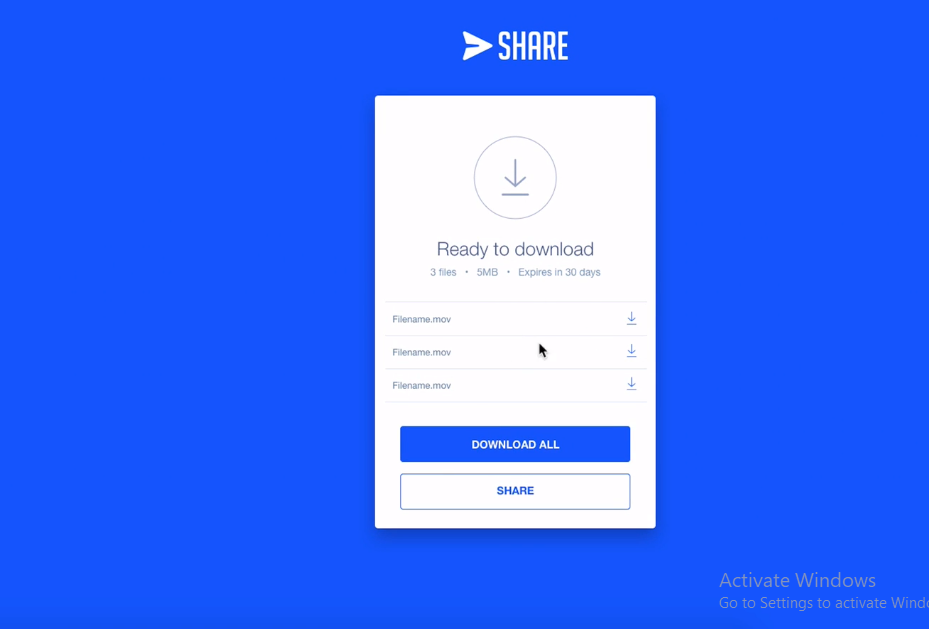 SHARE
Ready to download
3 files • 5MB • Expires in 30 days
Filename.mov
Filename.mov
Filename.mov
DOWNLOAD ALL
SHARE
Activate Windows
Go to Settings to activate Windo